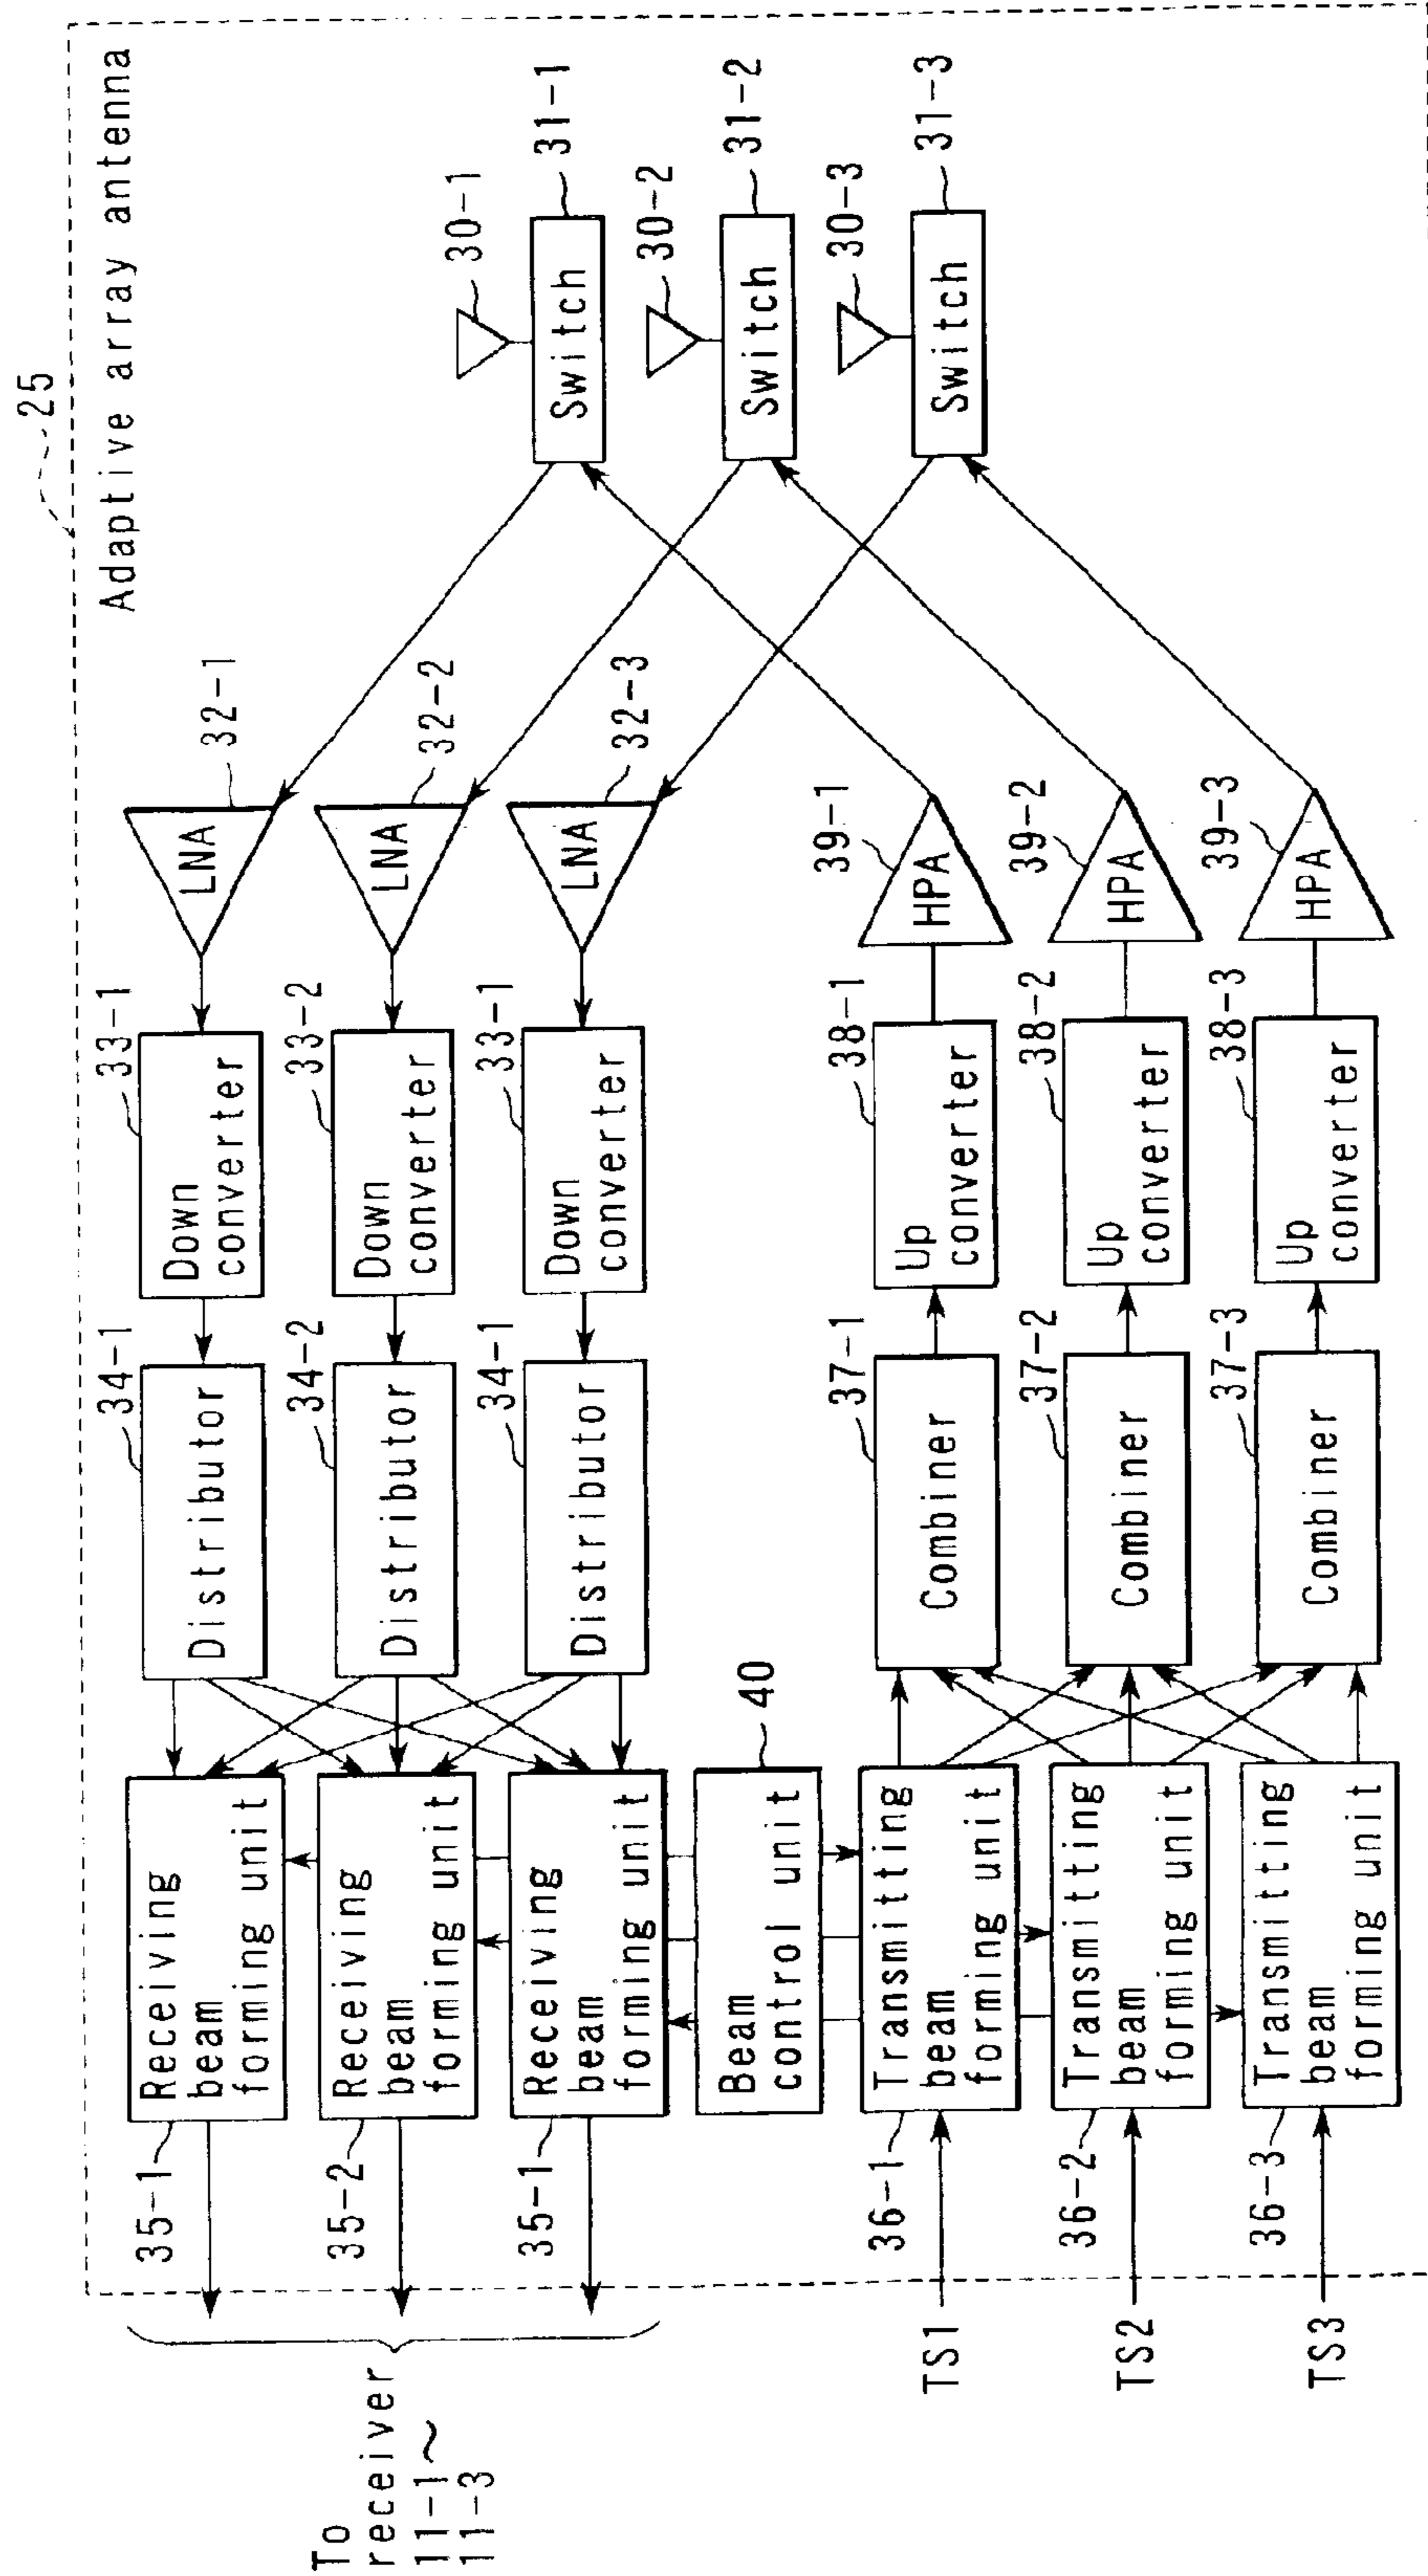 25
Adaptive array antenna
30-1
31-1
Switch
30-2
31-2
Switch
30-3
31-3
Switch
32-1
LNA
32-2
LNA
32-3
LNA
33-1
Down
converter
33-2
Down
converter
33-1
Down
converter
34-1
Distributor
34-2
Distributor
34-1
Distributor
35-1
Receiving
beam
forming unit
35-2
Receiving
beam
forming unit
35-1
Receiving
beam
forming unit
To
receiver
11-1~
11-3
40
Beam
control unit
39-1
HPA
39-2
HPA
39-3
HPA
38-1
Up
converter
38-2
Up
converter
38-3
Up
converter
37-1
Combiner
37-2
Combiner
37-3
Combiner
36-1
Transmitting
beam
forming unit
36-2
Transmitting
beam
forming unit
36-3
Transmitting
beam
forming unit
TS1
TS2
TS3